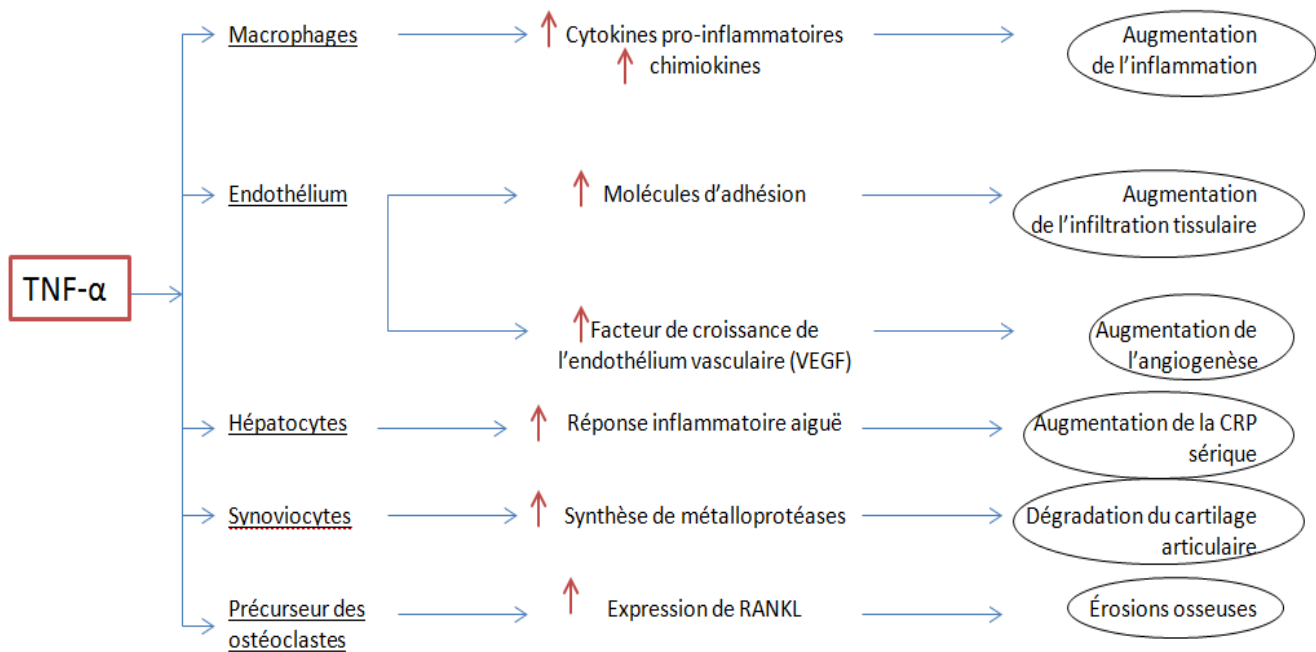 TNF-α
Macrophages
Cytokines pro-inflammatoires
chimiokines
Augmentation
de l'inflammation
Endothélium
Molécules d'adhésion
Augmentation
de l'infiltration tissulaire
Facteur de croissance de
l'endothélium vasculaire (VEGF)
Augmentation de
l'angiogenèse
Hépatocytes
Réponse inflammatoire aiguë
Augmentation de la CRP
sérique
Synoviocytes
Synthèse de métalloprotéases
Dégradation du cartilage
articulaire
Précurseur des
ostéoclastes
Expression de RANKL
Érosions osseuses